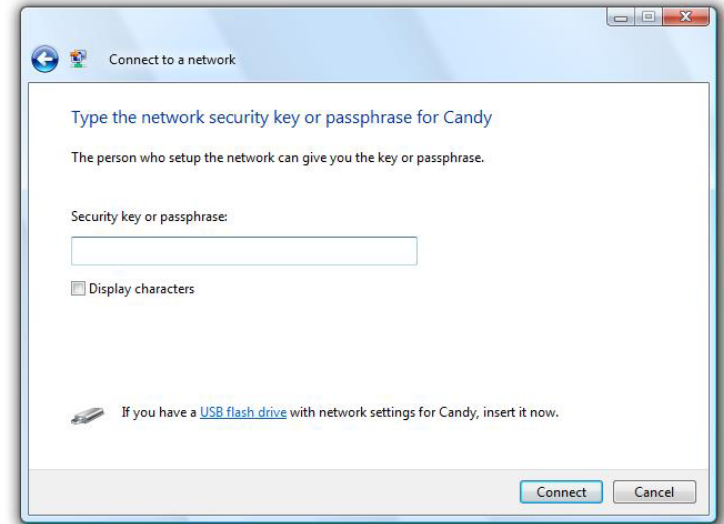 Connect to a network
Type the network security key or passphrase for Candy
The person who setup the network can give you the key or passphrase.
Security key or passphrase:
Display characters
If you have a USB flash drive with network settings for Candy, insert it now.
Connect Cancel